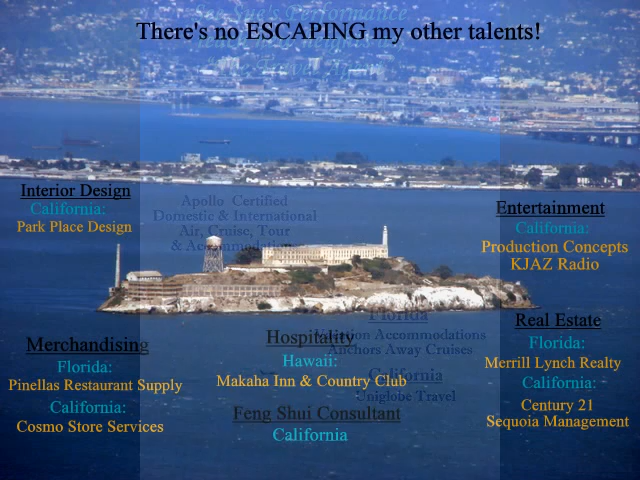 There's no ESCAPING my other talents!
Interior Design
California:
Park Place Design
Apollo Certified
Domestic & International
Air, Cruise, Tour
& Accommodations
Entertainment
California:
Production Concepts
KJAZ Radio
Merchandising
Florida:
Pinellas Restaurant Supply
California:
Cosmo Store Services
Hospitality
Hawaii:
Makaha Inn & Country Club
Feng Shui Consultant
California
Florida
Accommodations
Anchors Away Cruises
California
Uniglobe Travel
Real Estate
Florida:
Merrill Lynch Realty
California:
Century 21
Sequoia Management